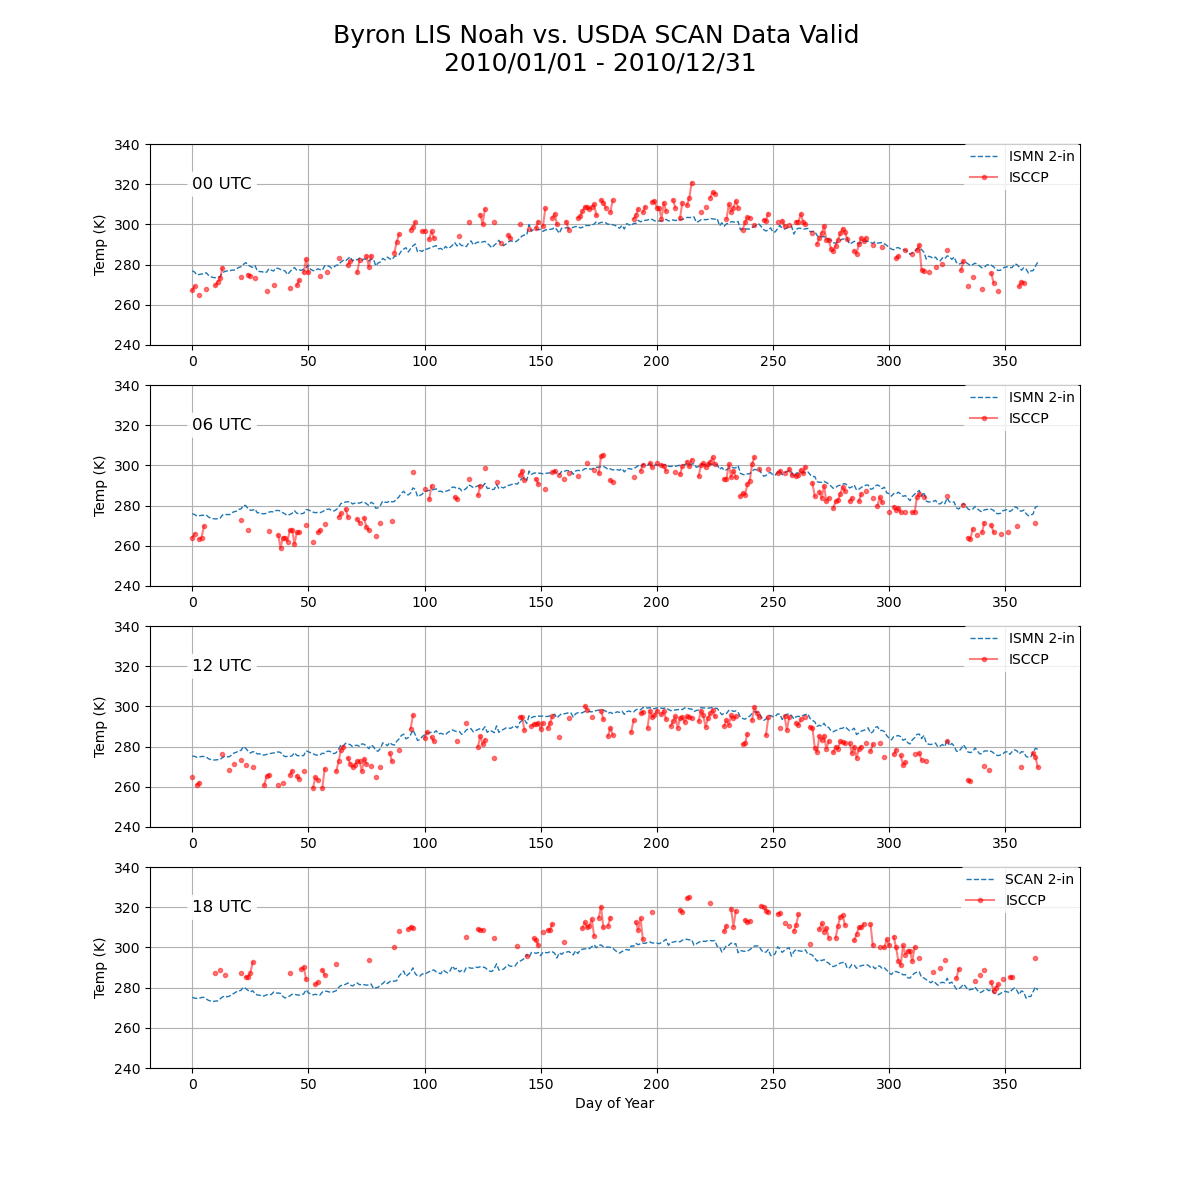 Byron LIS Noah vs. USDA SCAN Data Valid
2010/01/01 - 2010/12/31
340
320
300
280
260
240
Temp (K)
00 UTC
ISMN 2-in
ISCCP
0 50 100 150 200 250 300 350
340
320
300
280
260
240
Temp (K)
06 UTC
ISMN 2-in
ISCCP
0 50 100 150 200 250 300 350
340
320
300
280
260
240
Temp (K)
12 UTC
ISMN 2-in
ISCCP
0 50 100 150 200 250 300 350
340
320
300
280
260
240
Temp (K)
18 UTC
SCAN 2-in
ISCCP
0 50 100 150 200 250 300 350
Day of Year